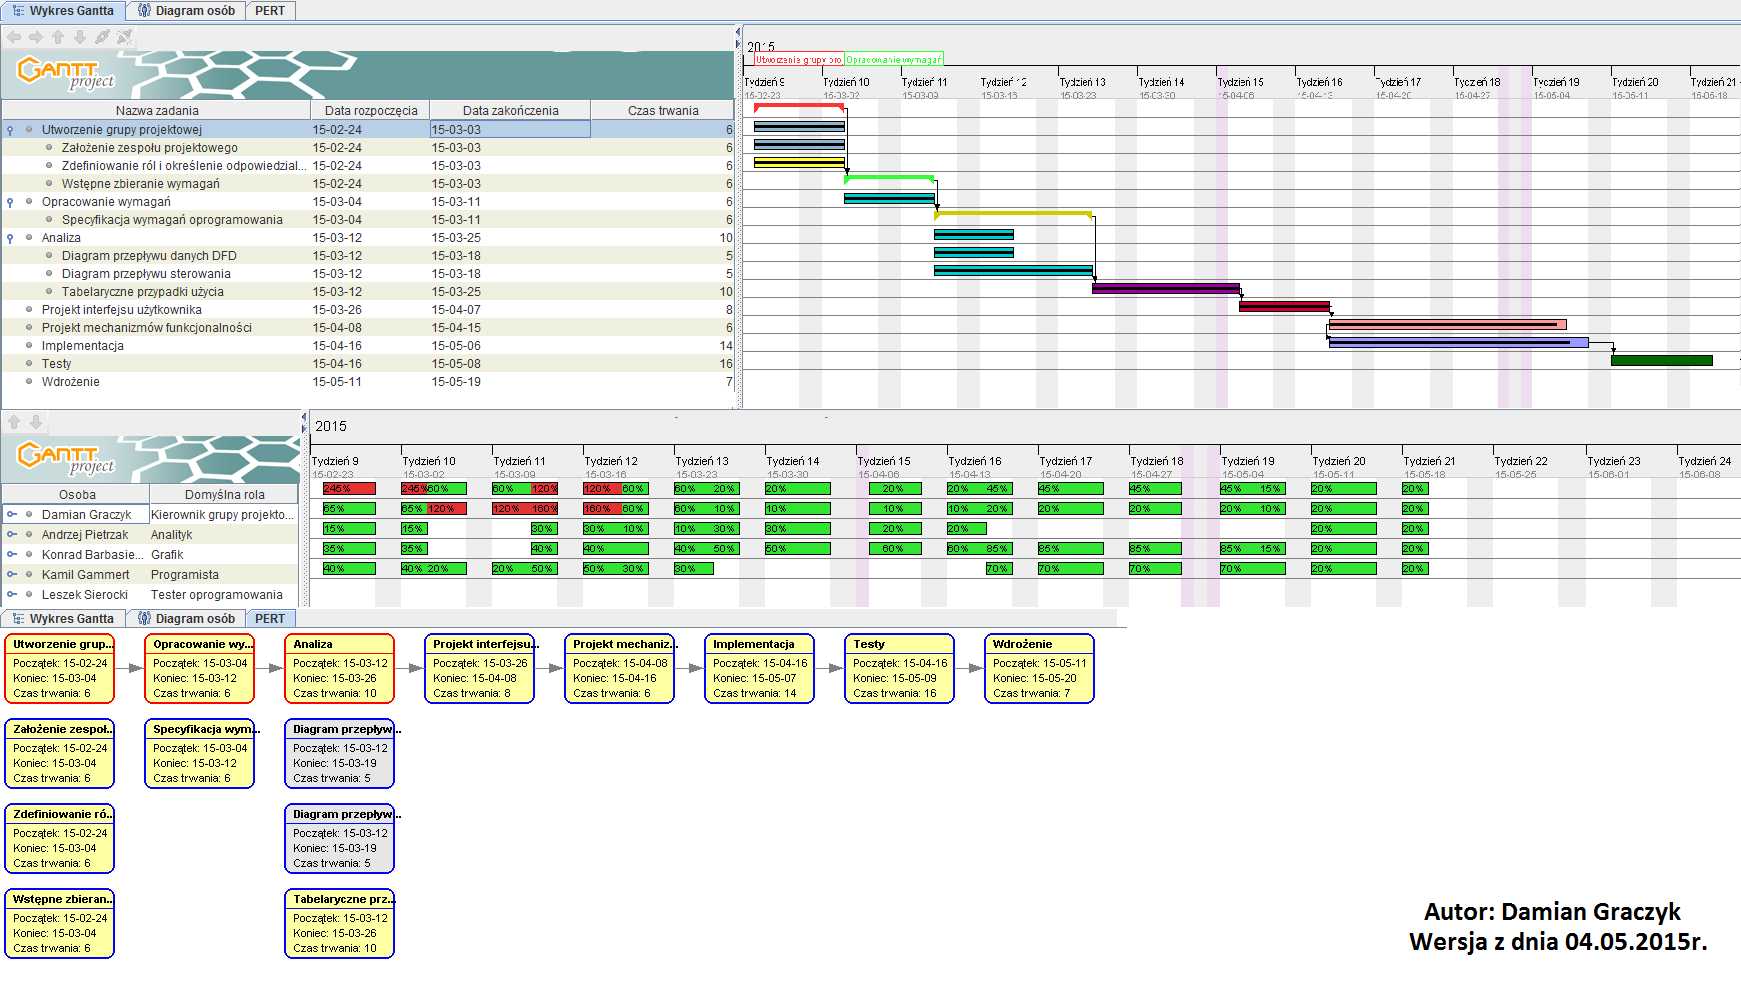 Wykres Gantta Diagram osób PERT
GANTT project
2015
Utworzenie grupy pro Opracowanie wymagań
Tydzień 9 Tydzień 10 Tydzień 11 Tydzień 12 Tydzień 13 Tydzień 14 Tydzień 15 Tydzień 16 Tydzień 17 Tydzień 18 Tydzień 19 Tydzień 20 Tydzień 21
15-02-23 15-03-02 15-03-09 15-03-16 15-03-23 15-03-30 15-04-06 15-04-13 15-04-20 15-04-27 15-05-04 15-05-11 15-05-18
Nazwa zadania Data rozpoczęcia Data zakończenia Czas trwania
Utworzenie grupy projektowej 15-02-24 15-03-03 6
Założenie zespołu projektowego 15-02-24 15-03-03 6
Zdefiniowanie ról i określenie odpowiedzial... 15-02-24 15-03-03 6
Wstępne zbieranie wymagań 15-02-24 15-03-03 6
Opracowanie wymagań 15-03-04 15-03-11 6
Specyfikacja wymagań oprogramowania 15-03-04 15-03-11 6
Analiza 15-03-12 15-03-25 10
Diagram przepływu danych DFD 15-03-12 15-03-18 5
Diagram przepływu sterowania 15-03-12 15-03-18 5
Tabelaryczne przypadki użycia 15-03-12 15-03-25 10
Projekt interfejsu użytkownika 15-03-26 15-04-07 8
Projekt mechanizmów funkcjonalności 15-04-08 15-04-15 6
Implementacja 15-04-16 15-05-06 14
Testy 15-04-16 15-05-08 16
Wdrożenie 15-05-11 15-05-19 7
GANTT project
2015
Tydzień 9 Tydzień 10 Tydzień 11 Tydzień 12 Tydzień 13 Tydzień 14 Tydzień 15 Tydzień 16 Tydzień 17 Tydzień 18 Tydzień 19 Tydzień 20 Tydzień 21 Tydzień 22 Tydzień 23 Tydzień 24
15-02-23 15-03-02 15-03-09 15-03-16 15-03-23 15-03-30 15-04-06 15-04-13 15-04-20 15-04-27 15-05-04 15-05-11 15-05-18 15-05-25 15-06-01 15-06-08
Osoba Domyślna rola
245% 245% 60% 60% 120% 120% 60% 60% 20% 20% 20% 20% 45% 45% 45% 45% 15% 20% 20%
Damian Graczyk Kierownik grupy projekto... 65% 65% 120% 120% 160% 160% 60% 60% 10% 10% 10% 10% 20% 20% 20% 20% 10% 20% 20%
Andrzej Pietrzak Analityk 15% 15% 30% 30% 10% 10% 30% 30% 20% 20% 20% 20%
Konrad Barbasie... Grafik 35% 35% 40% 40% 40% 50% 50% 60% 60% 85% 85% 85% 85% 15% 20% 20%
Kamil Gammert Programista 40% 40% 20% 20% 50% 50% 30% 30% 70% 70% 70% 70% 20% 20%
Leszek Sierocki Tester oprogramowania
Wykres Gantta Diagram osób PERT
Utworzenie grup... Opracowanie wy... Analiza Projekt interfejsu... Projekt mechaniz... Implementacja Testy Wdrożenie
Początek: 15-02-24 Początek: 15-03-04 Początek: 15-03-12 Początek: 15-03-26 Początek: 15-04-08 Początek: 15-04-16 Początek: 15-04-16 Początek: 15-05-11
Koniec: 15-03-04 Koniec: 15-03-12 Koniec: 15-03-26 Koniec: 15-04-08 Koniec: 15-04-16 Koniec: 15-05-07 Koniec: 15-05-09 Koniec: 15-05-20
Czas trwania: 6 Czas trwania: 6 Czas trwania: 10 Czas trwania: 8 Czas trwania: 6 Czas trwania: 14 Czas trwania: 16 Czas trwania: 7
Założenie zespoł... Specyfikacja wym... Diagram przepływ...
Początek: 15-02-24 Początek: 15-03-04 Początek: 15-03-12
Koniec: 15-03-04 Koniec: 15-03-12 Koniec: 15-03-19
Czas trwania: 6 Czas trwania: 6 Czas trwania: 5
Zdefiniowanie ró... Diagram przepływ...
Początek: 15-02-24 Początek: 15-03-12
Koniec: 15-03-04 Koniec: 15-03-19
Czas trwania: 6 Czas trwania: 5
Wstępne zbieran... Tabelaryczne prz...
Początek: 15-02-24 Początek: 15-03-12
Koniec: 15-03-04 Koniec: 15-03-26
Czas trwania: 6 Czas trwania: 10
Autor: Damian Graczyk
Wersja z dnia 04.05.2015r.